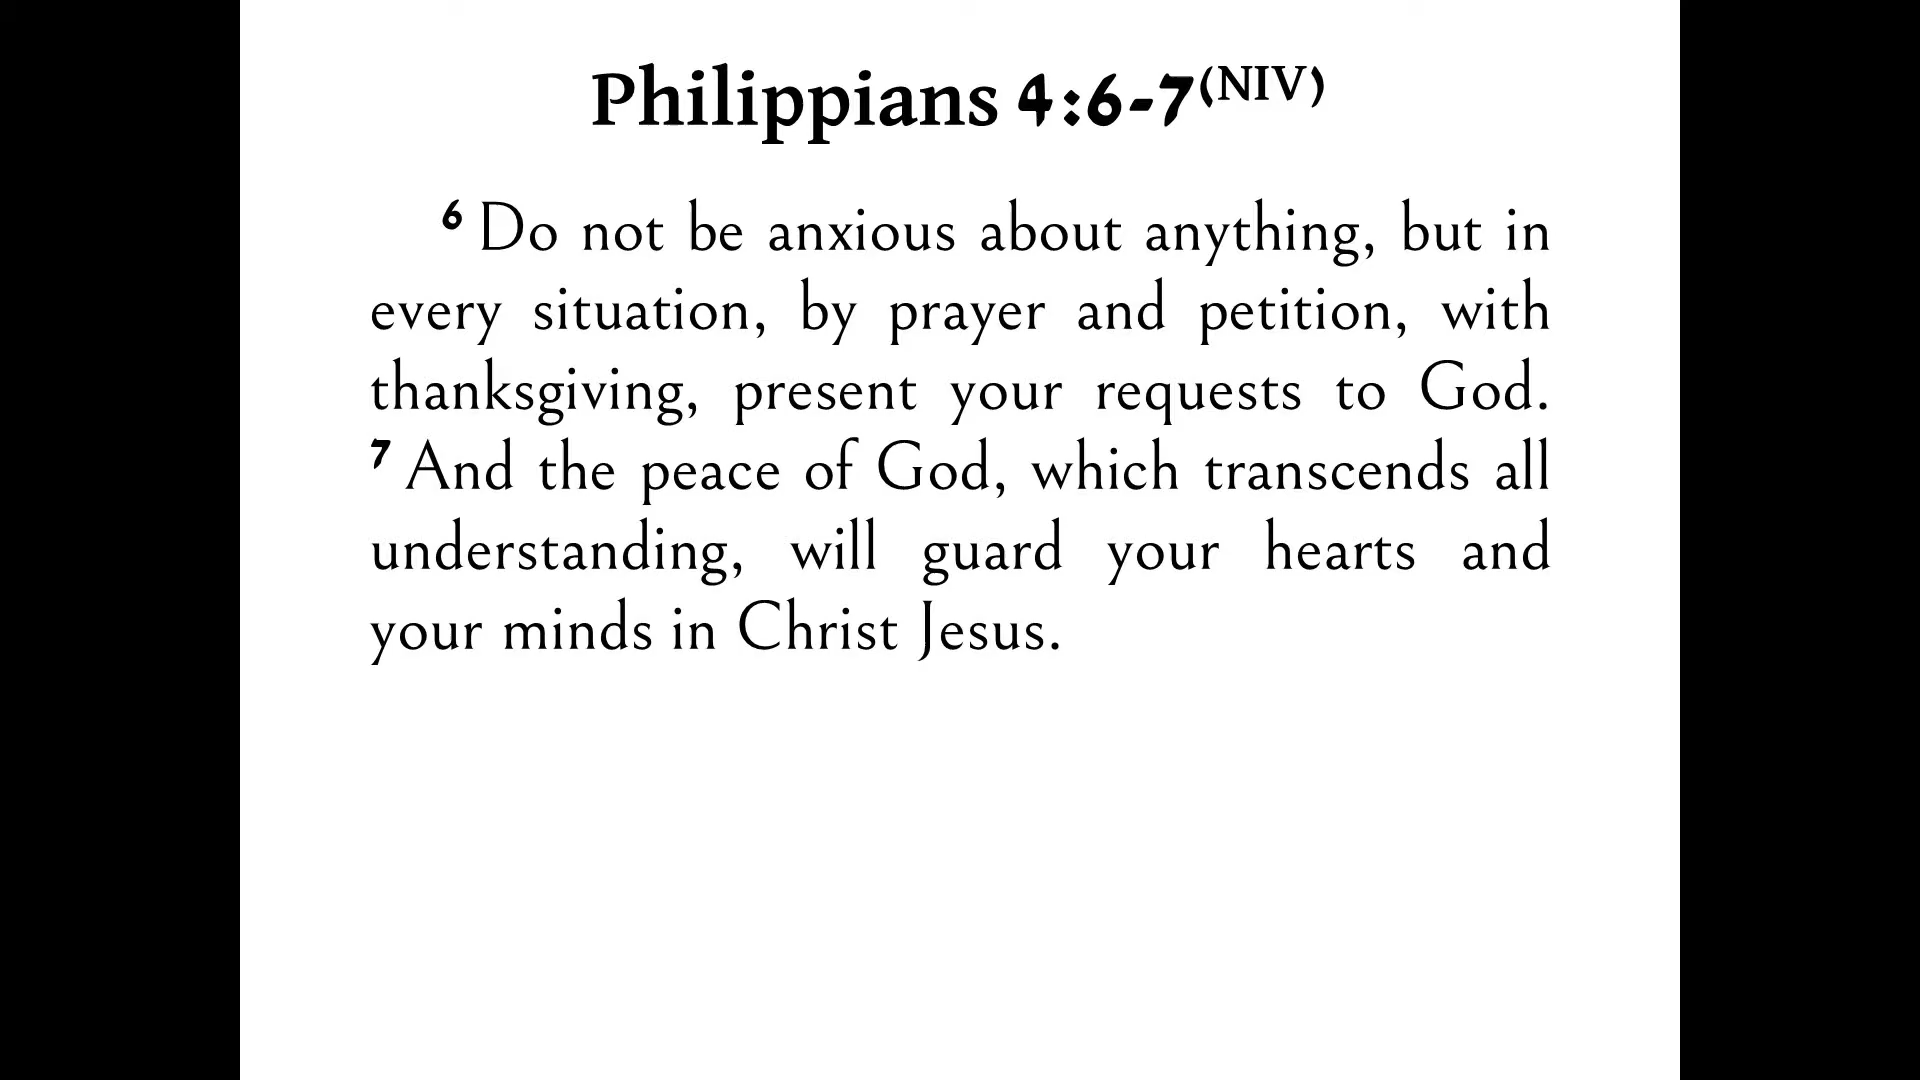 Philippians 4:6-7(NIV)
6 Do not be anxious about anything, but in
every situation, by prayer and petition, with
thanksgiving, present your requests to God.
7 And the peace of God, which transcends all
understanding, will guard your hearts and
your minds in Christ Jesus.